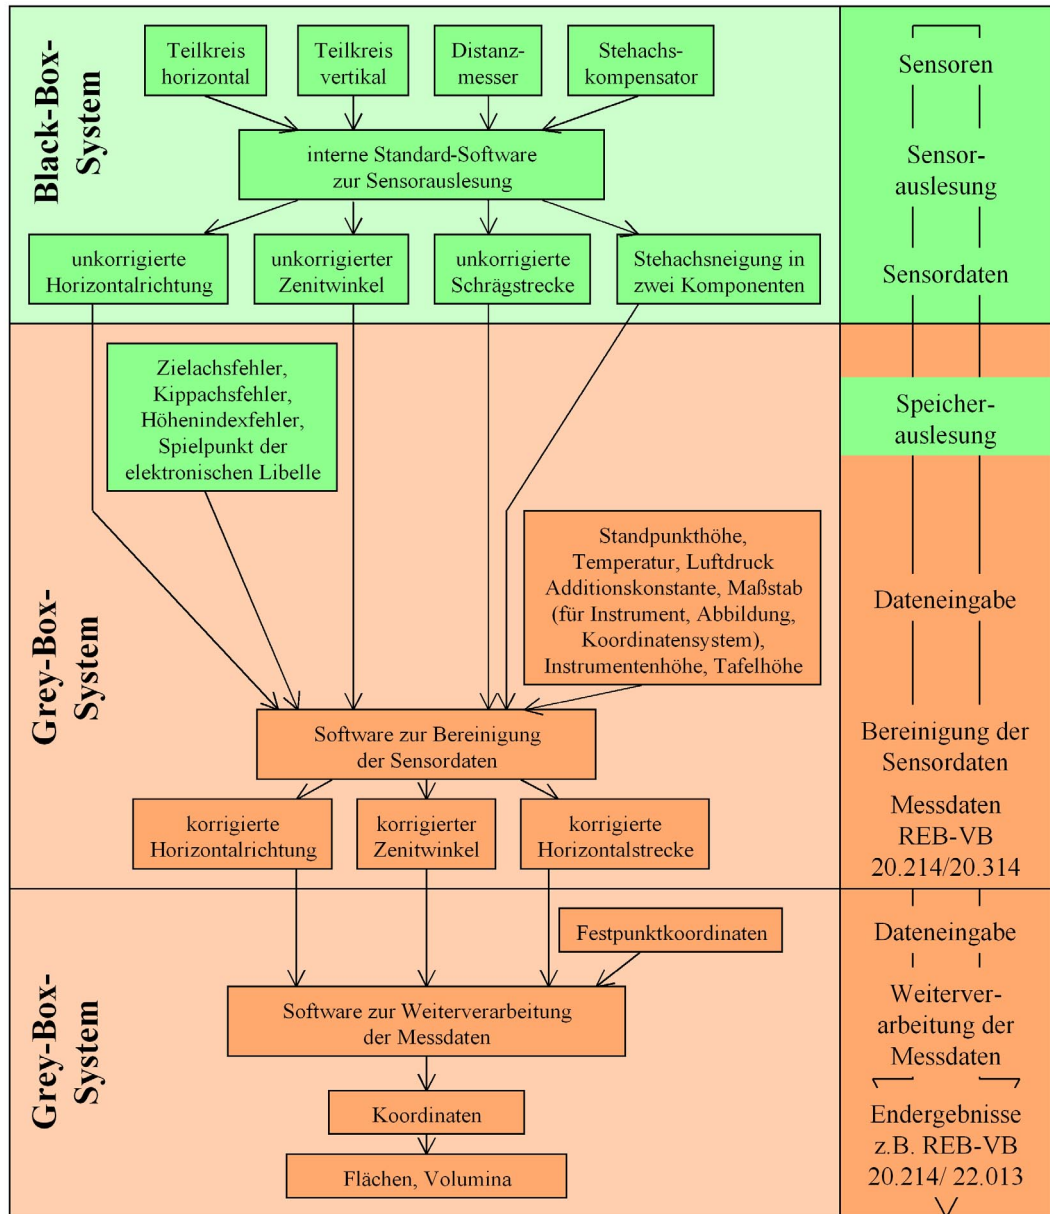 Black-Box-
System
Teilkreis
horizontal
Teilkreis
vertikal
Distanz-
messer
Stehachs-
kompensator
Sensoren
interne Standard-Software
zur Sensorauslesung
Sensor-
auslesung
unkorrigierte
Horizontalrichtung
unkorrigierter
Zenitwinkel
unkorrigierte
Schrägstrecke
Stehachsneigung in
zwei Komponenten
Sensordaten
Grey-Box-
System
Zielachsfehler,
Kippachsfehler,
Höhenindexfehler,
Spielpunkt der
elektronischen Libelle
Speicher-
auslesung
Standpunkthöhe,
Temperatur, Luftdruck
Additionskonstante, Maßstab
(für Instrument, Abbildung,
Koordinatensystem),
Instrumentenhöhe, Tafelhöhe
Dateneingabe
Software zur Bereinigung
der Sensordaten
Bereinigung der
Sensordaten
korrigierte
Horizontalrichtung
korrigierter
Zenitwinkel
korrigierte
Horizontalstrecke
Messdaten
REB-VB
20.214/20.314
Grey-Box-
System
Festpunktkoordinaten
Dateneingabe
Software zur Weiterverarbeitung
der Messdaten
Weiterver-
arbeitung der
Messdaten
Koordinaten
Flächen, Volumina
Endergebnisse
z.B. REB-VB
20.214/ 22.013